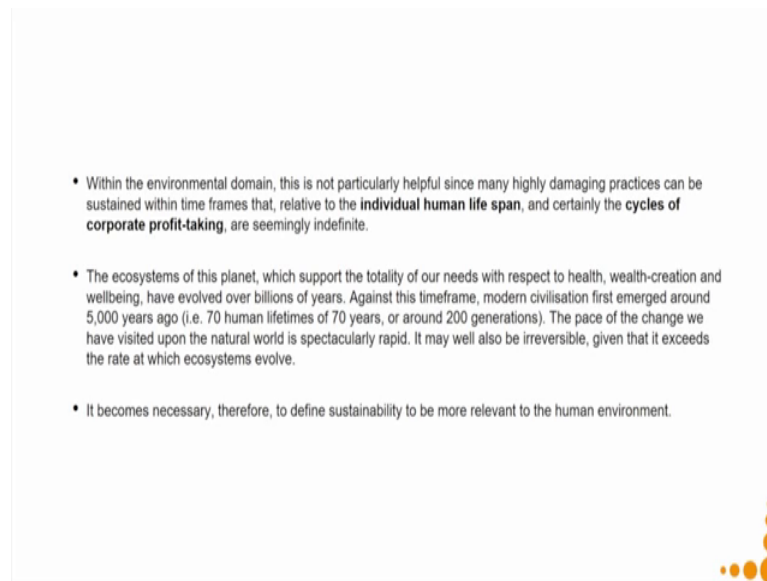 • Within the environmental domain, this is not particularly helpful since many highly damaging practices can be
sustained within time frames that, relative to the individual human life span, and certainly the cycles of
corporate profit-taking, are seemingly indefinite.
• The ecosystems of this planet, which support the totality of our needs with respect to health, wealth-creation and
wellbeing, have evolved over billions of years. Against this timeframe, modern civilisation first emerged around
5,000 years ago (i.e. 70 human lifetimes of 70 years, or around 200 generations). The pace of the change we
have visited upon the natural world is spectacularly rapid. It may well also be irreversible, given that it exceeds
the rate at which ecosystems evolve.
• It becomes necessary, therefore, to define sustainability to be more relevant to the human environment.